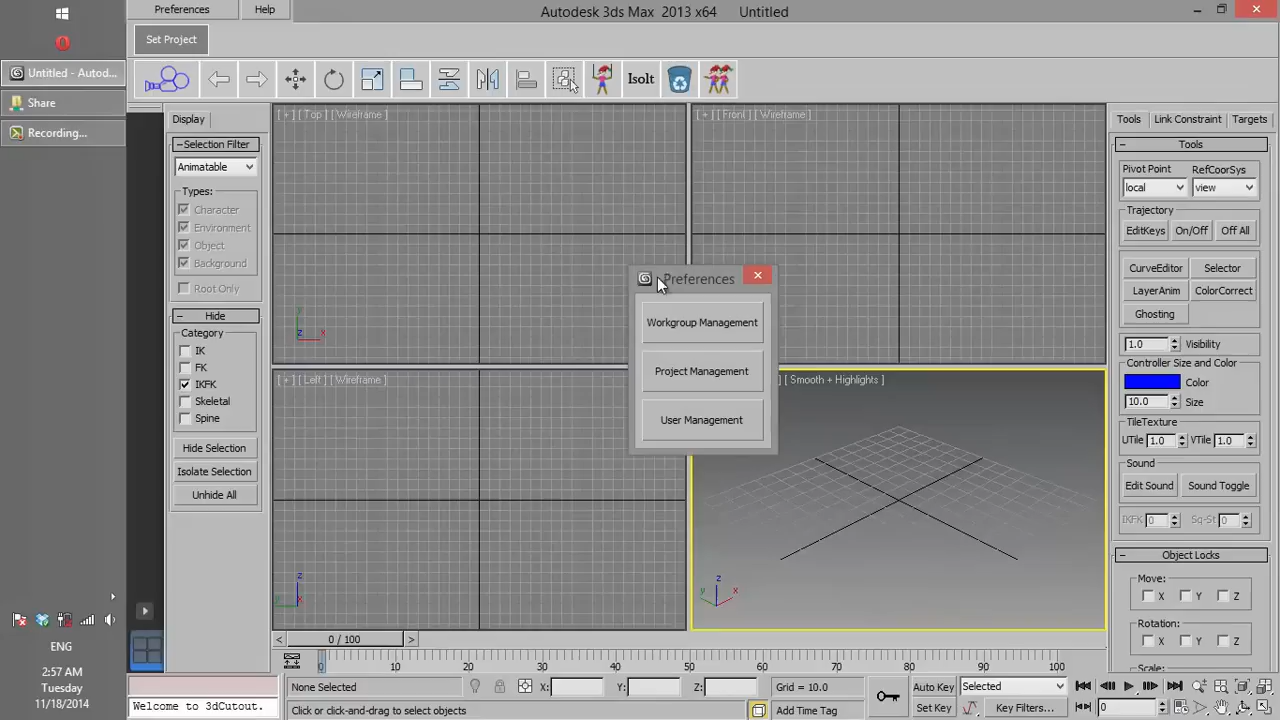 Preferences Help
Autodesk 3ds Max 2013 x64 Untitled
Set Project
Untitled - Autod...
Isolt
Share
Recording...
Display
[ + ] [ Top ] [ Wireframe ]
[ + ] [ Front ] [ Wireframe ]
Tools Link Constraint Targets
Selection Filter
Animatable
Types:
Character
Environment
Object
Background
Root Only
Hide
Category
IK
FK
IKFK
Skeletal
Spine
Hide Selection
Isolate Selection
Unhide All
Preferences
Workgroup Management
Project Management
User Management
[ + ] [ Left ] [ Wireframe ]
[ Smooth + Highlights ]
Tools
Pivot Point RefCoorSys
local view
Trajectory
EditKeys On/Off Off All
CurveEditor Selector
LayerAnim ColorCorrect
Ghosting
1.0 Visibility
Controller Size and Color
Color
10.0 Size
TileTexture
UTile 1.0 VTile 1.0
Sound
Edit Sound Sound Toggle
IKFK 0 Sq-St 0
Object Locks
Move:
X Y Z
Rotation:
X Y Z
Scale:
z x
y
z
y x
z
y x
ENG
2:57 AM
Tuesday
11/18/2014
< 0 / 100 >
0 10 20 30 40 50 60 70 80 90 100
None Selected X: Y: Z: Grid = 10.0 Auto Key Selected
Welcome to 3dCutout. Click or click-and-drag to select objects Add Time Tag Set Key Key Filters... 0